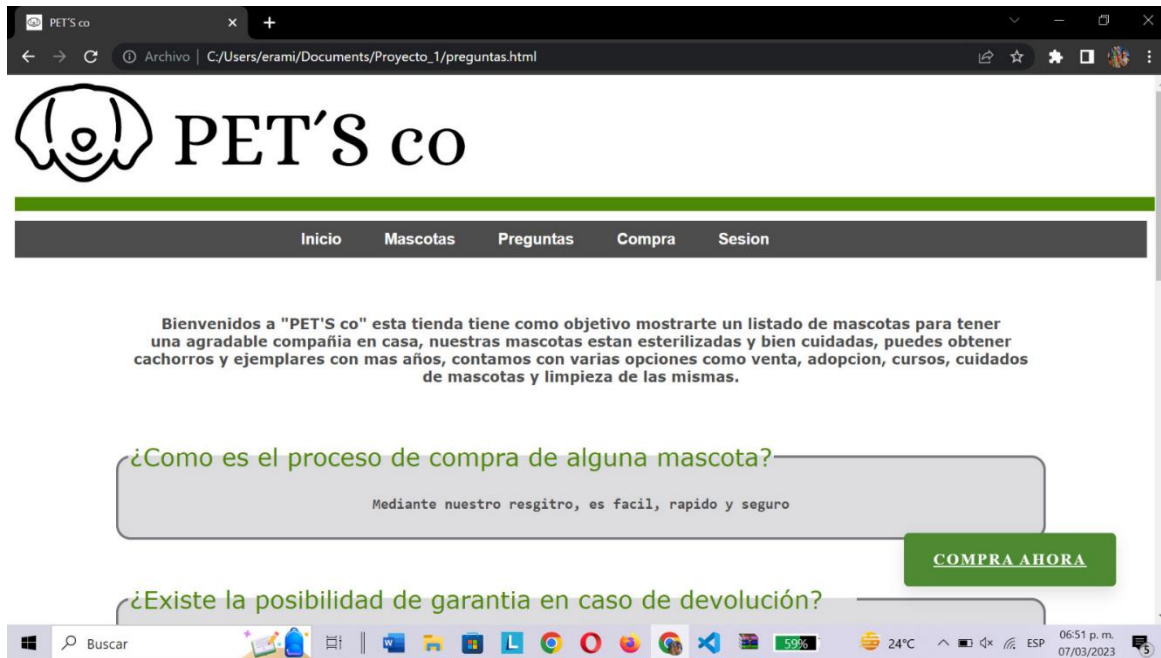 PET'S co
Archivo | C:/Users/erami/Documents/Proyecto_1/preguntas.html
PET´S co
Inicio Mascotas Preguntas Compra Sesion
Bienvenidos a "PET'S co" esta tienda tiene como objetivo mostrarte un listado de mascotas para tener
una agradable compañia en casa, nuestras mascotas estan esterilizadas y bien cuidadas, puedes obtener
cachorros y ejemplares con mas años, contamos con varias opciones como venta, adopcion, cursos, cuidados
de mascotas y limpieza de las mismas.
¿Como es el proceso de compra de alguna mascota?
Mediante nuestro resgitro, es facil, rapido y seguro
COMPRA AHORA
¿Existe la posibilidad de garantia en caso de devolución?
Buscar
59%
24°C
ESP
06:51 p. m.
07/03/2023
5